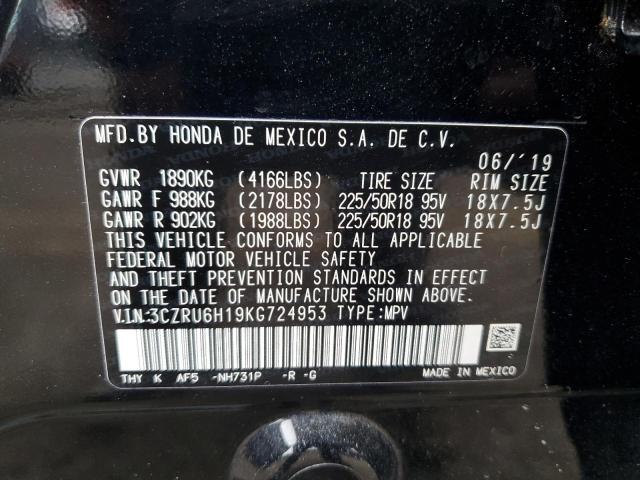 MFD.BY HONDA DE MEXICO S.A. DE C.V.
06/'19
GVWR 1890KG (4166LBS) TIRE SIZE RIM SIZE
GAWR F 988KG (2178LBS) 225/50R18 95V 18X7.5J
GAWR R 902KG (1988LBS) 225/50R18 95V 18X7.5J
THIS VEHICLE CONFORMS TO ALL APPLICABLE
FEDERAL MOTOR VEHICLE SAFETY
AND THEFT PREVENTION STANDARDS IN EFFECT
ON THE DATE OF MANUFACTURE SHOWN ABOVE.
V.IN:3CZRU6H19KG724953 TYPE:MPV
THY K AF5 -NH731P -R -G MADE IN MEXICO